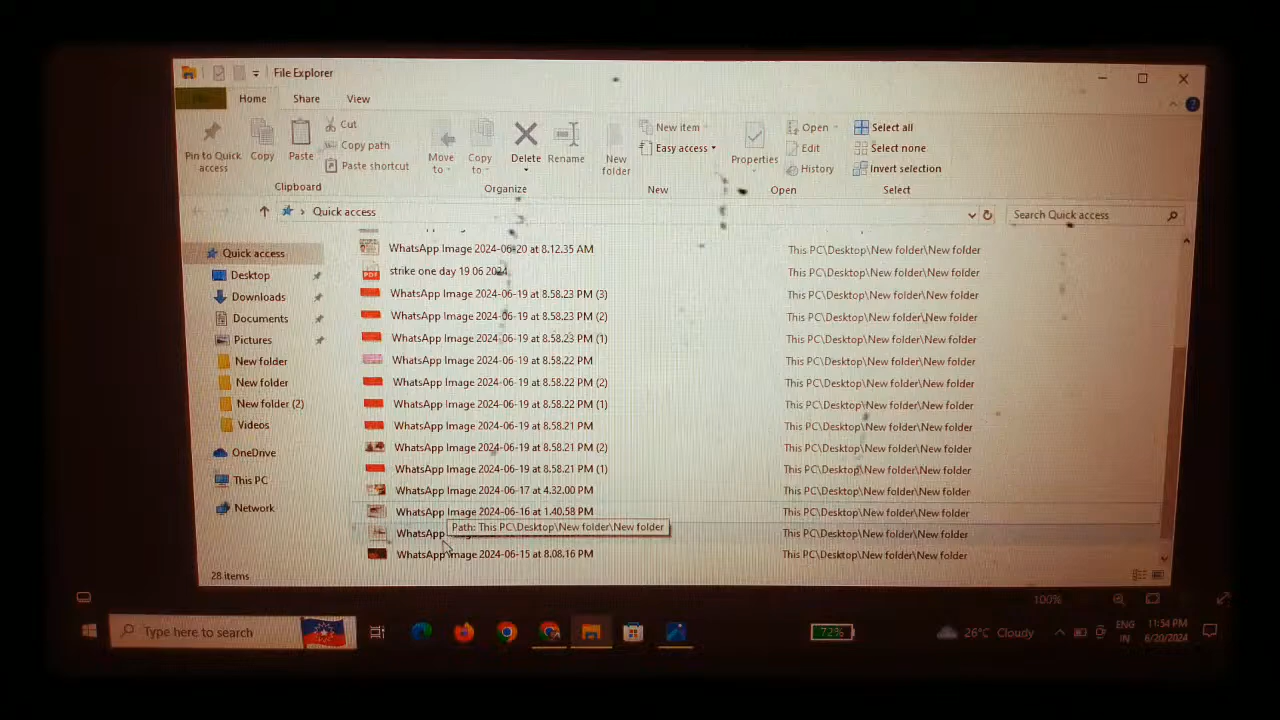 File Explorer
Home Share View
Pin to Quick access
Copy
Paste
Cut
Copy path
Paste shortcut
Clipboard
Move to
Copy to
Delete
Rename
Organize
New folder
New item
Easy access
New
Properties
Open
Edit
History
Open
Select all
Select none
Invert selection
Select
Quick access
Search Quick access
Quick access
Desktop
Downloads
Documents
Pictures
New folder
New folder
New folder (2)
Videos
OneDrive
This PC
Network
WhatsApp Image 2024-06-20 at 8.12.35 AM This PC\Desktop\New folder\New folder
strike one day 19 06 2024 This PC\Desktop\New folder\New folder
WhatsApp Image 2024-06-19 at 8.58.23 PM (3) This PC\Desktop\New folder\New folder
WhatsApp Image 2024-06-19 at 8.58.23 PM (2) This PC\Desktop\New folder\New folder
WhatsApp Image 2024-06-19 at 8.58.23 PM (1) This PC\Desktop\New folder\New folder
WhatsApp Image 2024-06-19 at 8.58.22 PM This PC\Desktop\New folder\New folder
WhatsApp Image 2024-06-19 at 8.58.22 PM (2) This PC\Desktop\New folder\New folder
WhatsApp Image 2024-06-19 at 8.58.22 PM (1) This PC\Desktop\New folder\New folder
WhatsApp Image 2024-06-19 at 8.58.21 PM This PC\Desktop\New folder\New folder
WhatsApp Image 2024-06-19 at 8.58.21 PM (2) This PC\Desktop\New folder\New folder
WhatsApp Image 2024-06-19 at 8.58.21 PM (1) This PC\Desktop\New folder\New folder
WhatsApp Image 2024-06-17 at 4.32.00 PM This PC\Desktop\New folder\New folder
WhatsApp Image 2024-06-16 at 1.40.58 PM This PC\Desktop\New folder\New folder
Path: This PC\Desktop\New folder\New folder
WhatsApp This PC\Desktop\New folder\New folder
WhatsApp Image 2024-06-15 at 8.08.16 PM This PC\Desktop\New folder\New folder
28 items
100%
Type here to search
72%
26°C Cloudy
ENG
IN
11:34 PM
6/20/2024